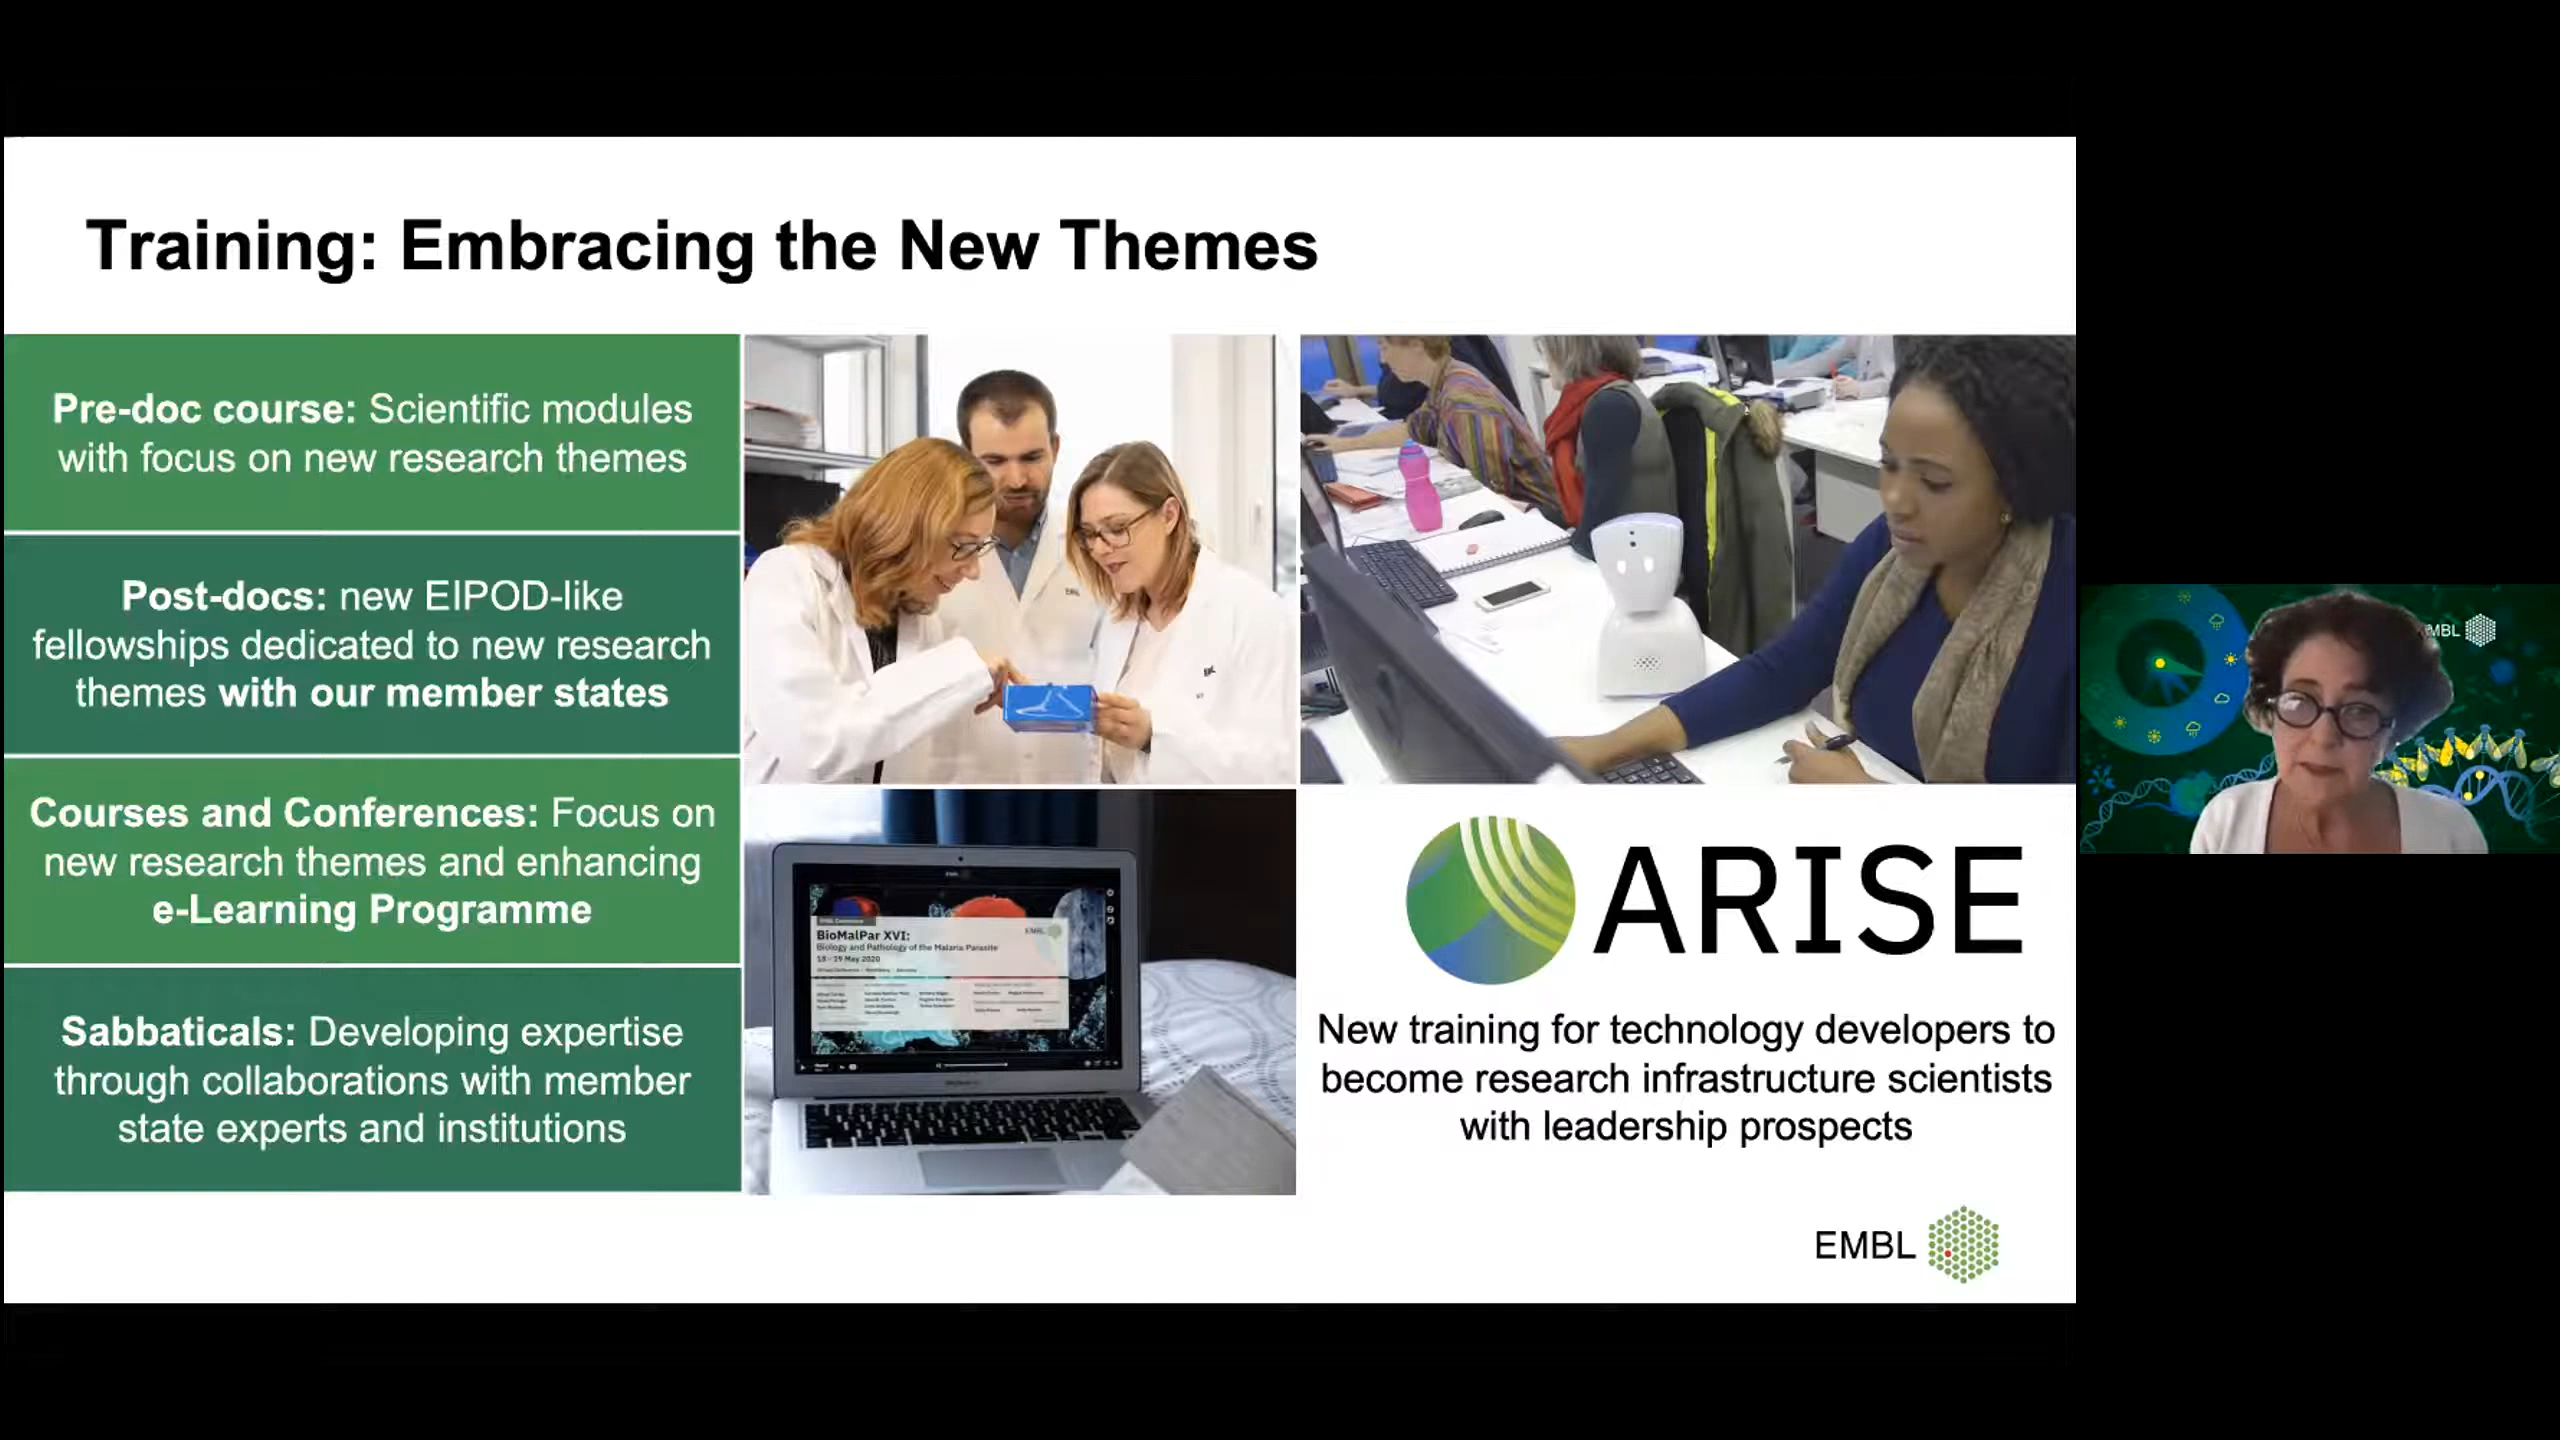 Training: Embracing the New Themes
Pre-doc course: Scientific modules
with focus on new research themes
Post-docs: new EIPOD-like
fellowships dedicated to new research
themes with our member states
Courses and Conferences: Focus on
new research themes and enhancing
e-Learning Programme
Sabbaticals: Developing expertise
through collaborations with member
state experts and institutions
EMBL
BioMalPar XVI:
Biology and Pathology of the Malaria Parasite
18 - 19 May 2020
ARISE
New training for technology developers to
become research infrastructure scientists
with leadership prospects
EMBL